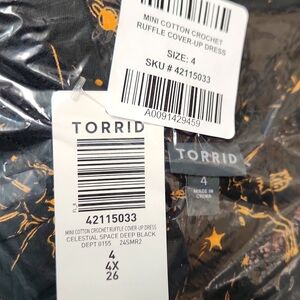 MINI COTTON CROCHET
RUFFLE COVER-UP DRESS
SIZE: 4
SKU # 42115033
A0091429459
TORRID
42115033
MINI COTTON CROCHET RUFFLE COVER-UP DRESS
CELESTIAL SPACE DEEP BLACK
DEPT 0155 24SMR2
4
4X
26
TORRID
4
MADE IN